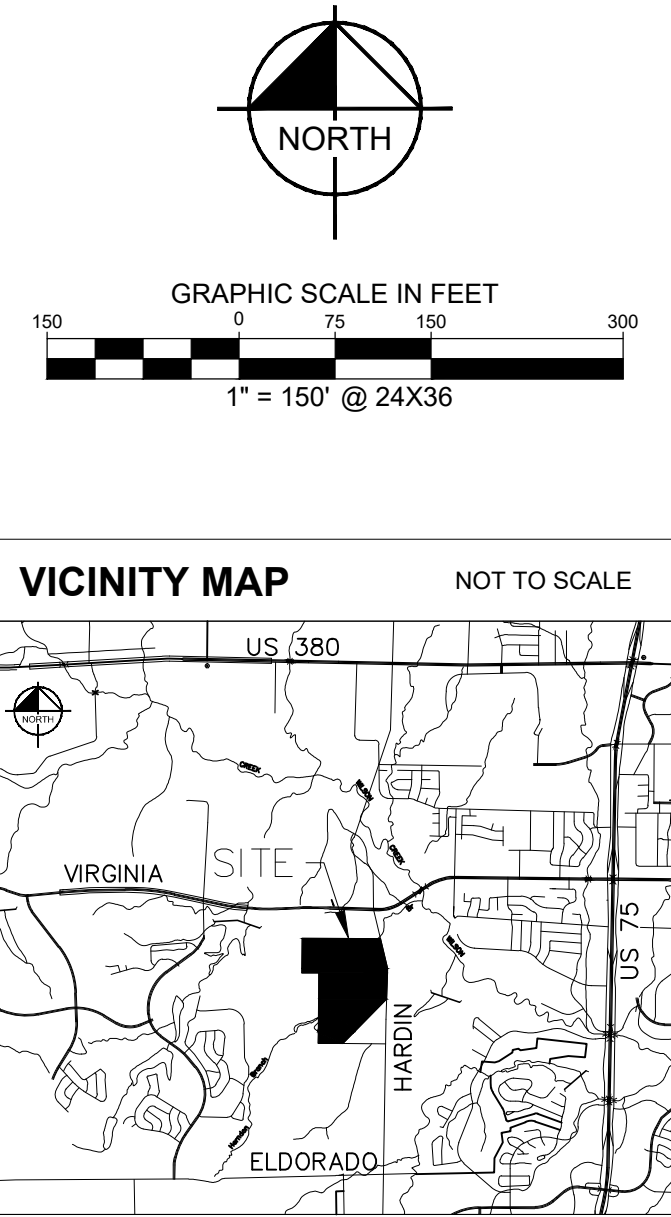 NORTH
GRAPHIC SCALE IN FEET
150 0 75 150 300
1" = 150' @ 24X36
VICINITY MAP NOT TO SCALE
US 380
NORTH
CREEK
WILSON
CREEK
VIRGINIA
SITE
WILSON
US 75
HARDIN
Branch
Herndon
ELDORADO